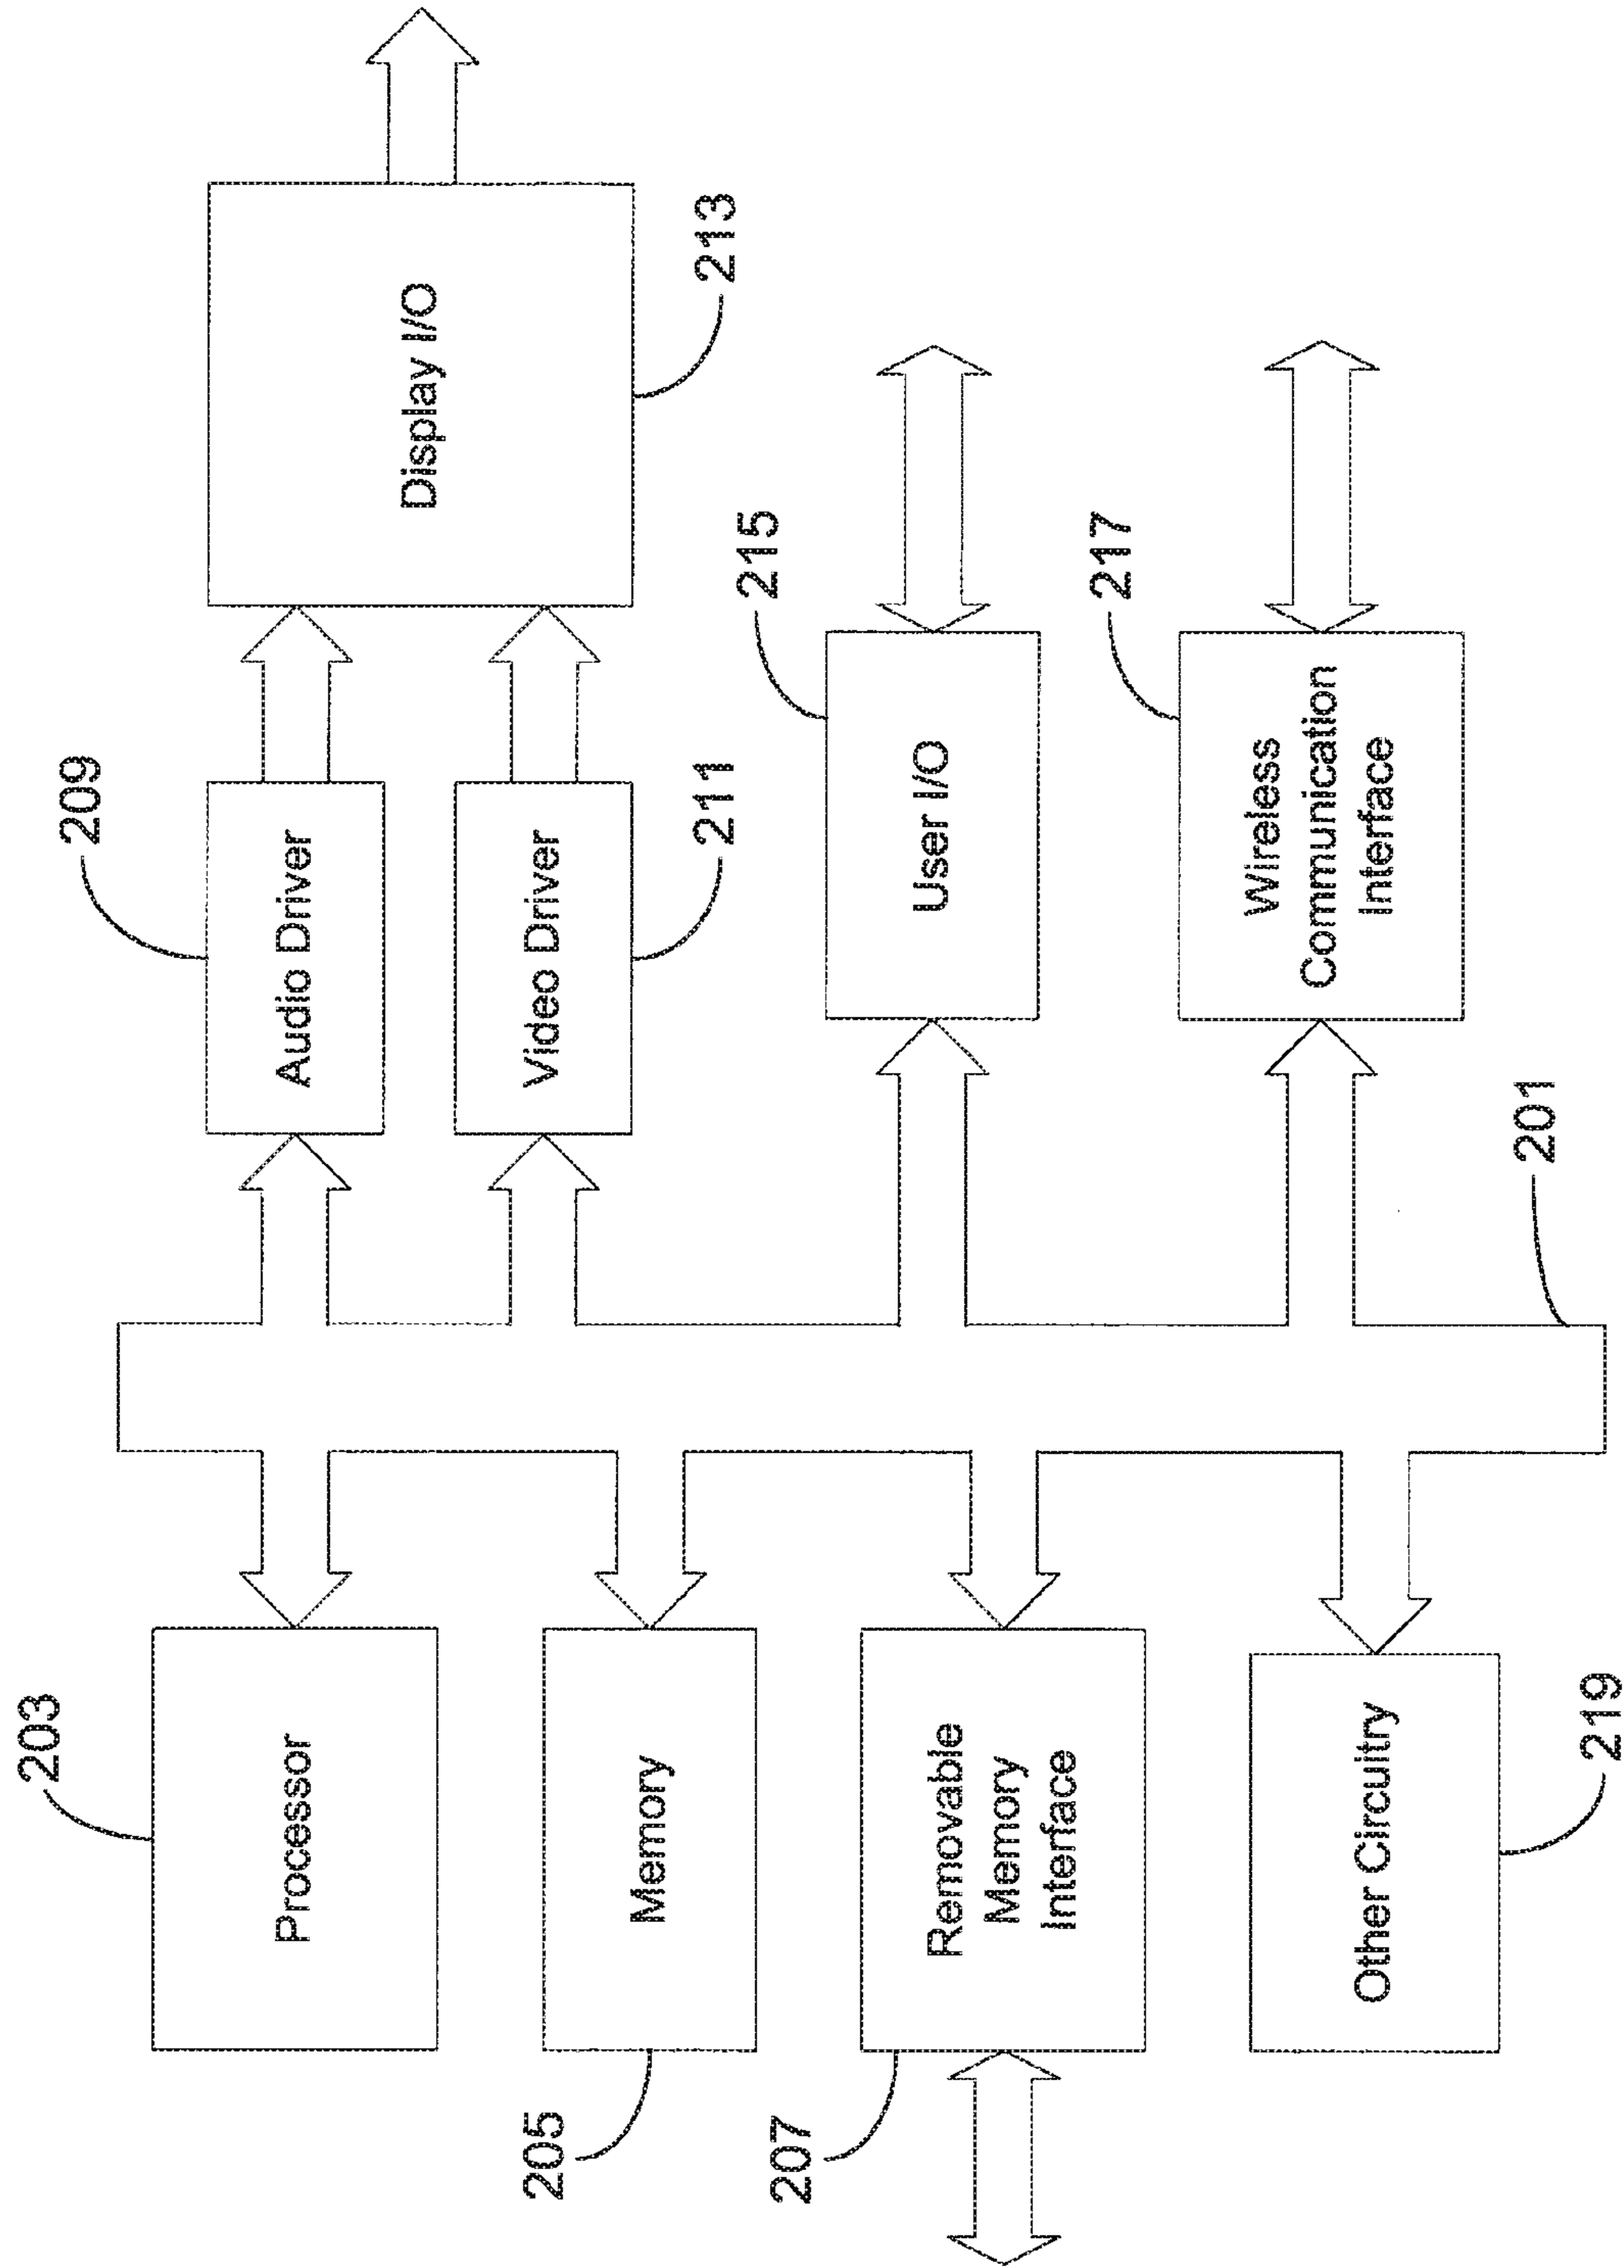 203
Processor
205
Memory
207
Removable
Memory
Interface
Other Circuitry
219
201
209
Audio Driver
Video Driver
211
Display I/O
213
215
User I/O
217
Wireless
Communication
Interface